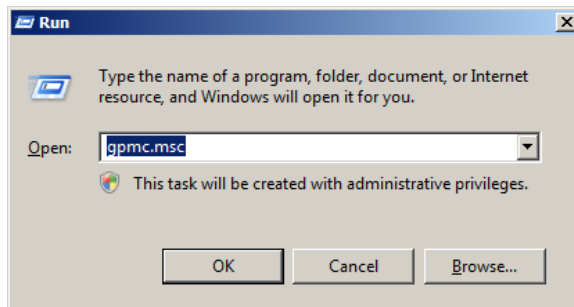 Run
Type the name of a program, folder, document, or Internet
resource, and Windows will open it for you.
Open: gpmc.msc
This task will be created with administrative privileges.
OK Cancel Browse...